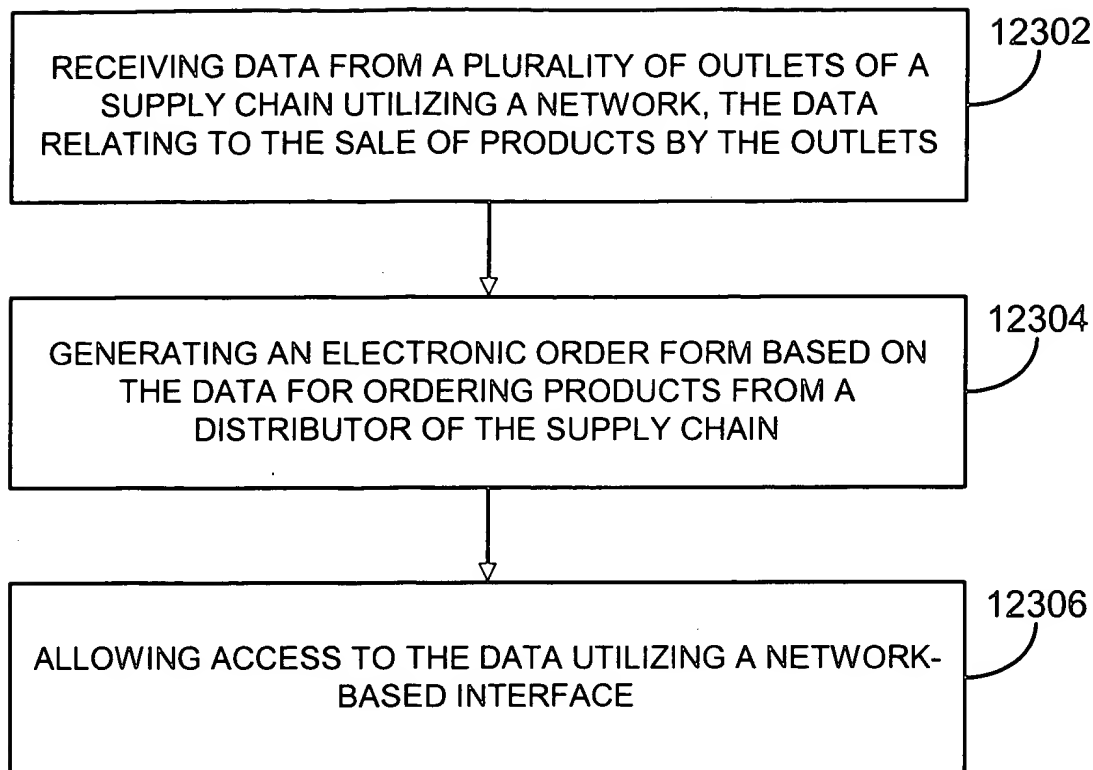 12302
RECEIVING DATA FROM A PLURALITY OF OUTLETS OF A
SUPPLY CHAIN UTILIZING A NETWORK, THE DATA
RELATING TO THE SALE OF PRODUCTS BY THE OUTLETS
12304
GENERATING AN ELECTRONIC ORDER FORM BASED ON
THE DATA FOR ORDERING PRODUCTS FROM A
DISTRIBUTOR OF THE SUPPLY CHAIN
12306
ALLOWING ACCESS TO THE DATA UTILIZING A NETWORK-
BASED INTERFACE